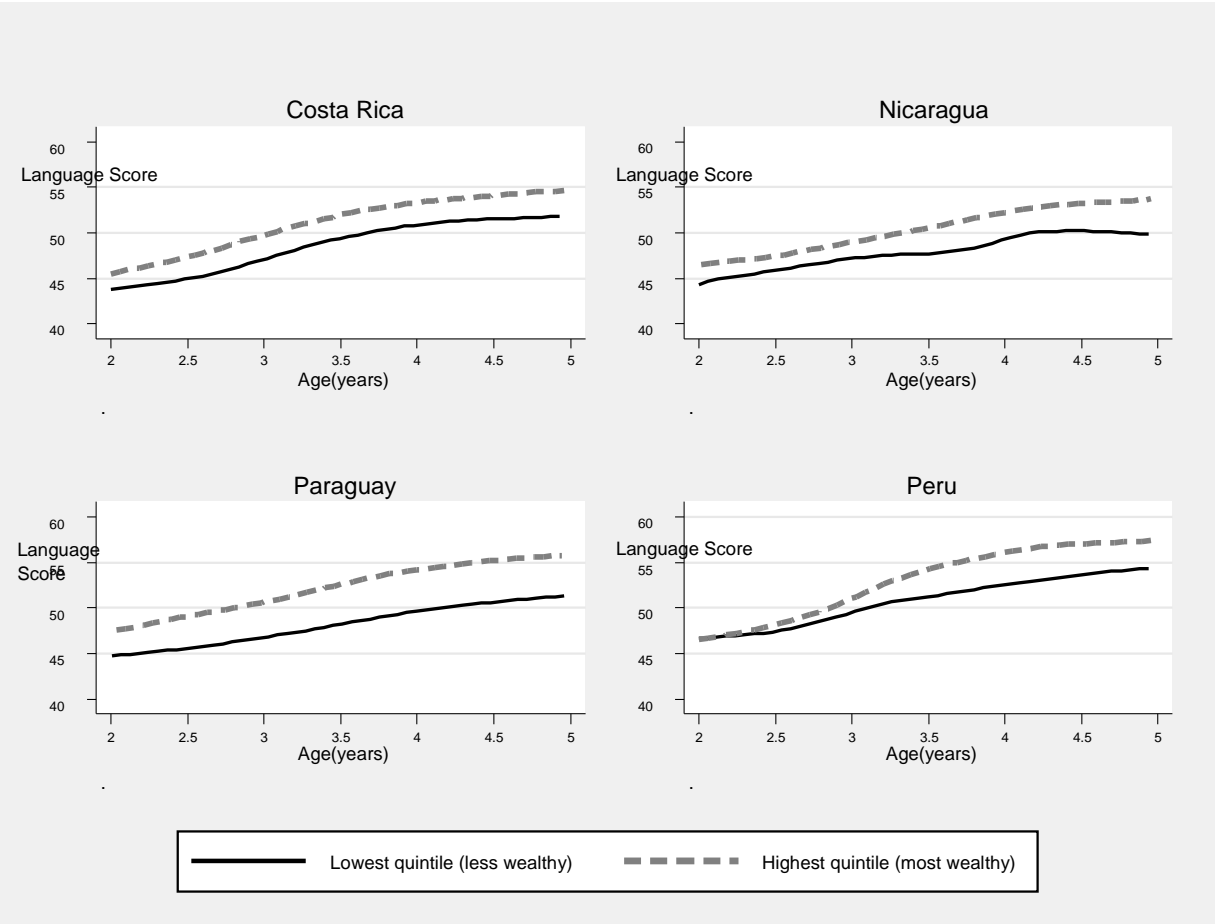 Costa Rica
60
Language Score
55
50
45
40
2 2.5 3 3.5 4 4.5 5
Age(years)
.
Nicaragua
60
Language Score
55
50
45
40
2 2.5 3 3.5 4 4.5 5
Age(years)
.
Paraguay
60
Language
Score
55
50
45
40
2 2.5 3 3.5 4 4.5 5
Age(years)
.
Peru
60
Language Score
55
50
45
40
2 2.5 3 3.5 4 4.5 5
Age(years)
.
Lowest quintile (less wealthy) Highest quintile (most wealthy)